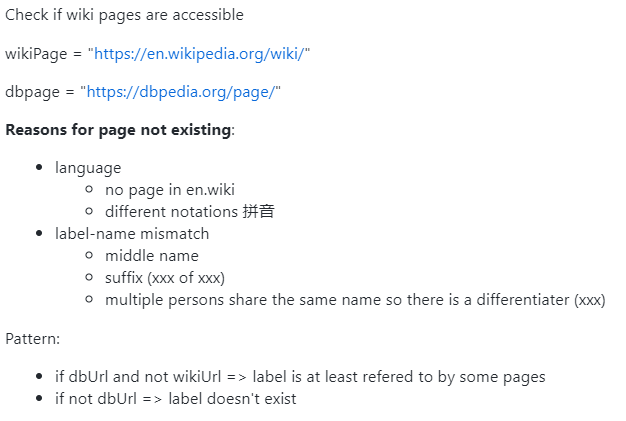 Check if wiki pages are accessible
wikiPage = "https://en.wikipedia.org/wiki/"
dbpage = "https://dbpedia.org/page/"
Reasons for page not existing:
language
no page in en.wiki
different notations 拼音
label-name mismatch
middle name
suffix (xxx of xxx)
multiple persons share the same name so there is a differentiater (xxx)
Pattern:
if dbUrl and not wikiUrl => label is at least refered to by some pages
if not dbUrl => label doesn't exist